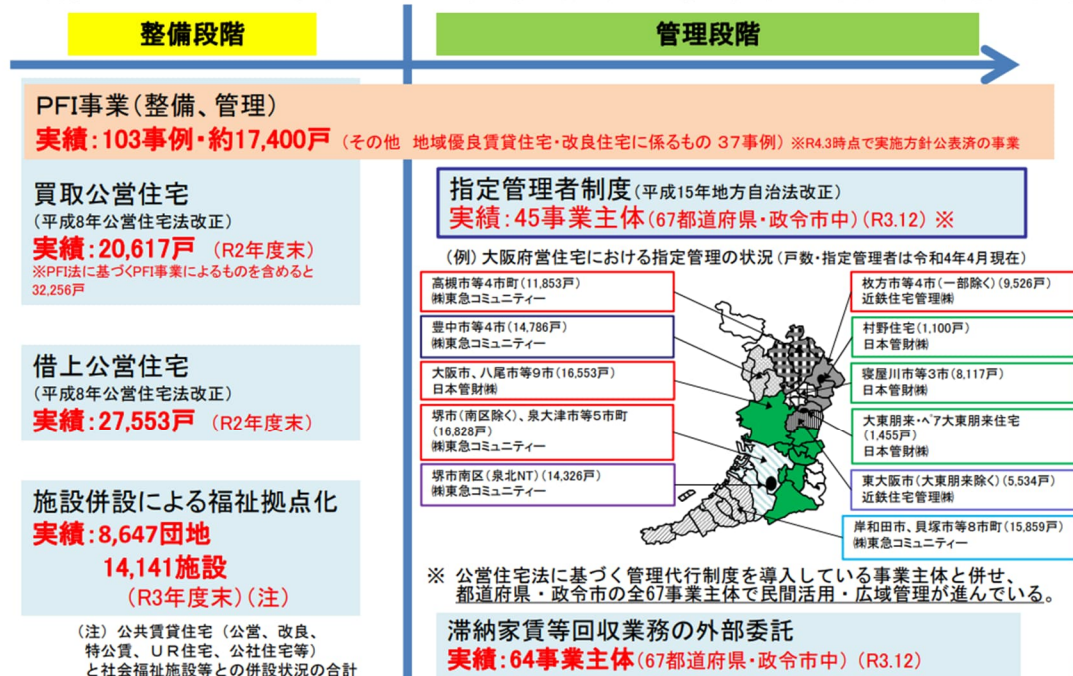 整備段階
管理段階
PFI事業（整備、管理）
実績：103事例・約17,400戸（その他 地域優良賃貸住宅・改良住宅に係るもの 37事例）※R4.3時点で実施方針公表済の事業
買取公営住宅
（平成8年公営住宅法改正）
実績：20,617戸（R2年度末）
※PFI法に基づくPFI事業によるものを含めると
32,256戸
借上公営住宅
（平成8年公営住宅法改正）
実績：27,553戸（R2年度末）
施設併設による福祉拠点化
実績：8,647団地
14,141施設
（R3年度末）（注）
（注）公共賃貸住宅（公営、改良、
特公賃、ＵＲ住宅、公社住宅等）
と社会福祉施設等との併設状況の合計
指定管理者制度（平成15年地方自治法改正）
実績：45事業主体（67都道府県・政令市中）（R3.12）※
（例）大阪府営住宅における指定管理の状況（戸数・指定管理者は令和4年4月現在）
高槻市等4市町（11,853戸）
㈱東急コミュニティー
豊中市等4市（14,786戸）
㈱東急コミュニティー
大阪市、八尾市等9市（16,553戸）
日本管財㈱
堺市（南区除く）、泉大津市等5市町
（16,828戸）
㈱東急コミュニティー
堺市南区（泉北NT）（14,326戸）
㈱東急コミュニティー
枚方市等4市（一部除く）（9,526戸）
近鉄住宅管理㈱
村野住宅（1,100戸）
日本管財㈱
寝屋川市等3市（8,117戸）
日本管財㈱
大東朋来・ペア大東朋来住宅
（1,455戸）
日本管財㈱
東大阪市（大東朋来除く）（5,534戸）
近鉄住宅管理㈱
岸和田市、貝塚市等8市町（15,859戸）
㈱東急コミュニティー
※ 公営住宅法に基づく管理代行制度を導入している事業主体と併せ、
都道府県・政令市の全67事業主体で民間活用・広域管理が進んでいる。
滞納家賃等回収業務の外部委託
実績：64事業主体（67都道府県・政令市中）（R3.12）